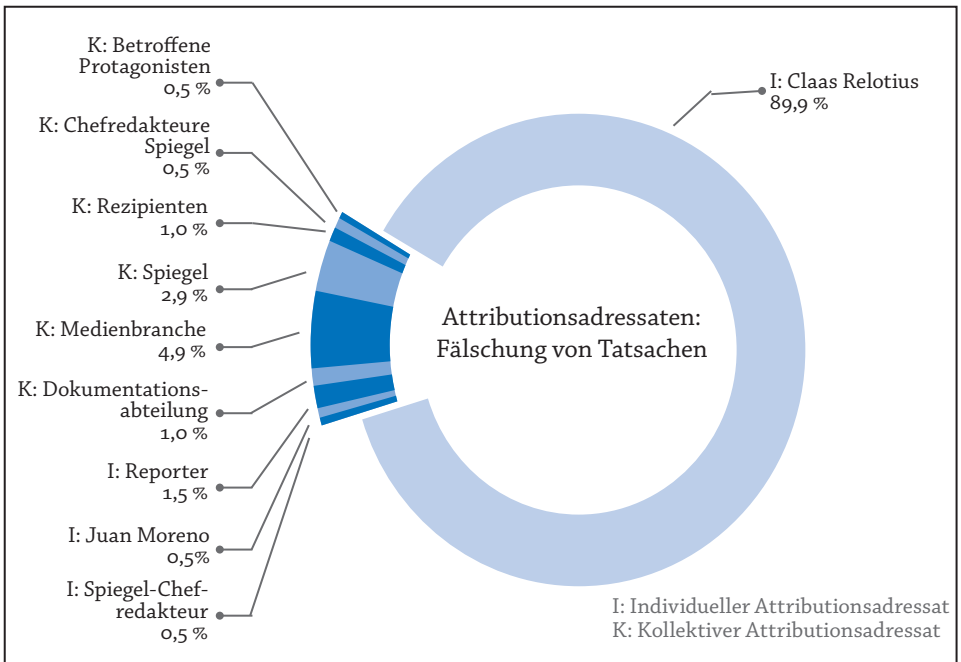 K: Betroffene
Protagonisten
0,5 %
K: Chefredakteure
Spiegel
0,5 %
K: Rezipienten
1,0 %
K: Spiegel
2,9 %
K: Medienbranche
4,9 %
K: Dokumentations-
abteilung
1,0 %
I: Reporter
1,5 %
I: Juan Moreno
0,5%
I: Spiegel-Chef-
redakteur
0,5 %
I: Claas Relotius
89,9 %
Attributionsadressaten:
Fälschung von Tatsachen
I: Individueller Attributionsadressat
K: Kollektiver Attributionsadressat